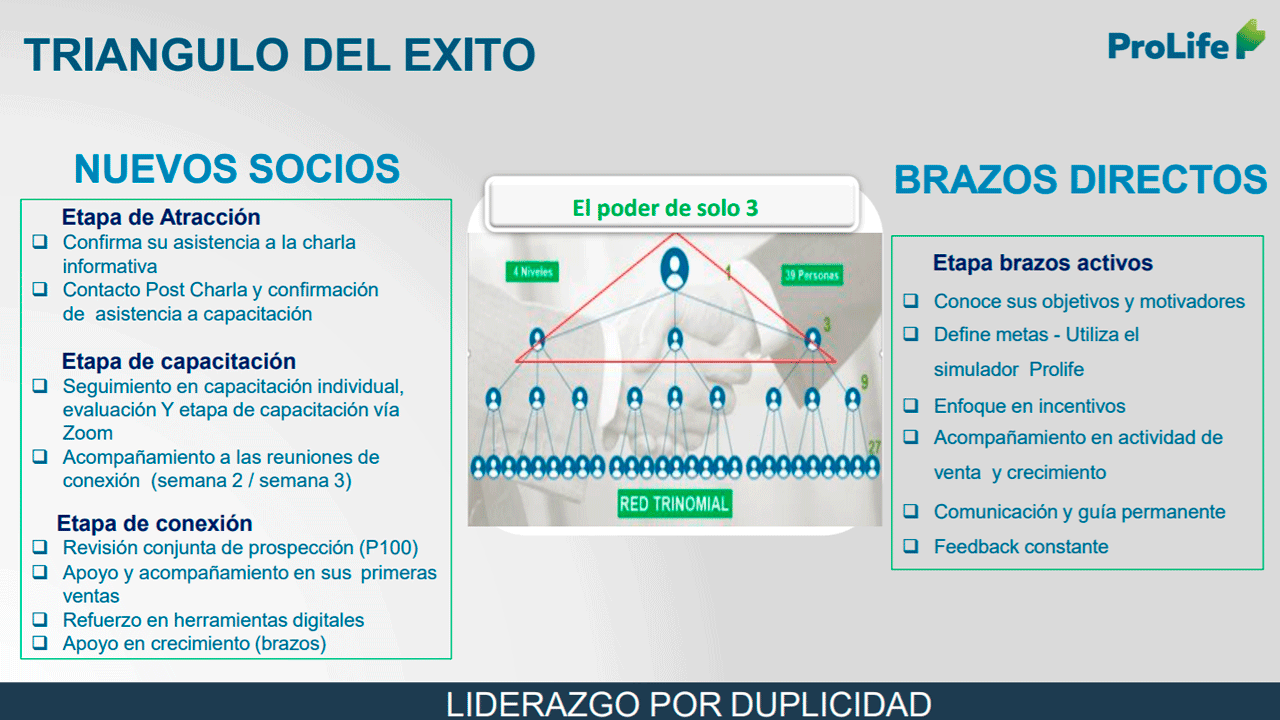 TRIANGULO DEL EXITO
ProLife
NUEVOS SOCIOS
Etapa de Atracción
Confirma su asistencia a la charla
informativa
Contacto Post Charla y confirmación
de asistencia a capacitación
Etapa de capacitación
Seguimiento en capacitación individual,
evaluación Y etapa de capacitación vía
Zoom
Acompañamiento a las reuniones de
conexión (semana 2 / semana 3)
Etapa de conexión
Revisión conjunta de prospección (P100)
Apoyo y acompañamiento en sus primeras
ventas
Refuerzo en herramientas digitales
Apoyo en crecimiento (brazos)
El poder de solo 3
4 Niveles
1
39 Personas
3
9
27
RED TRINOMIAL
BRAZOS DIRECTOS
Etapa brazos activos
Conoce sus objetivos y motivadores
Define metas - Utiliza el
simulador Prolife
Enfoque en incentivos
Acompañamiento en actividad de
venta y crecimiento
Comunicación y guía permanente
Feedback constante
LIDERAZGO POR DUPLICIDAD